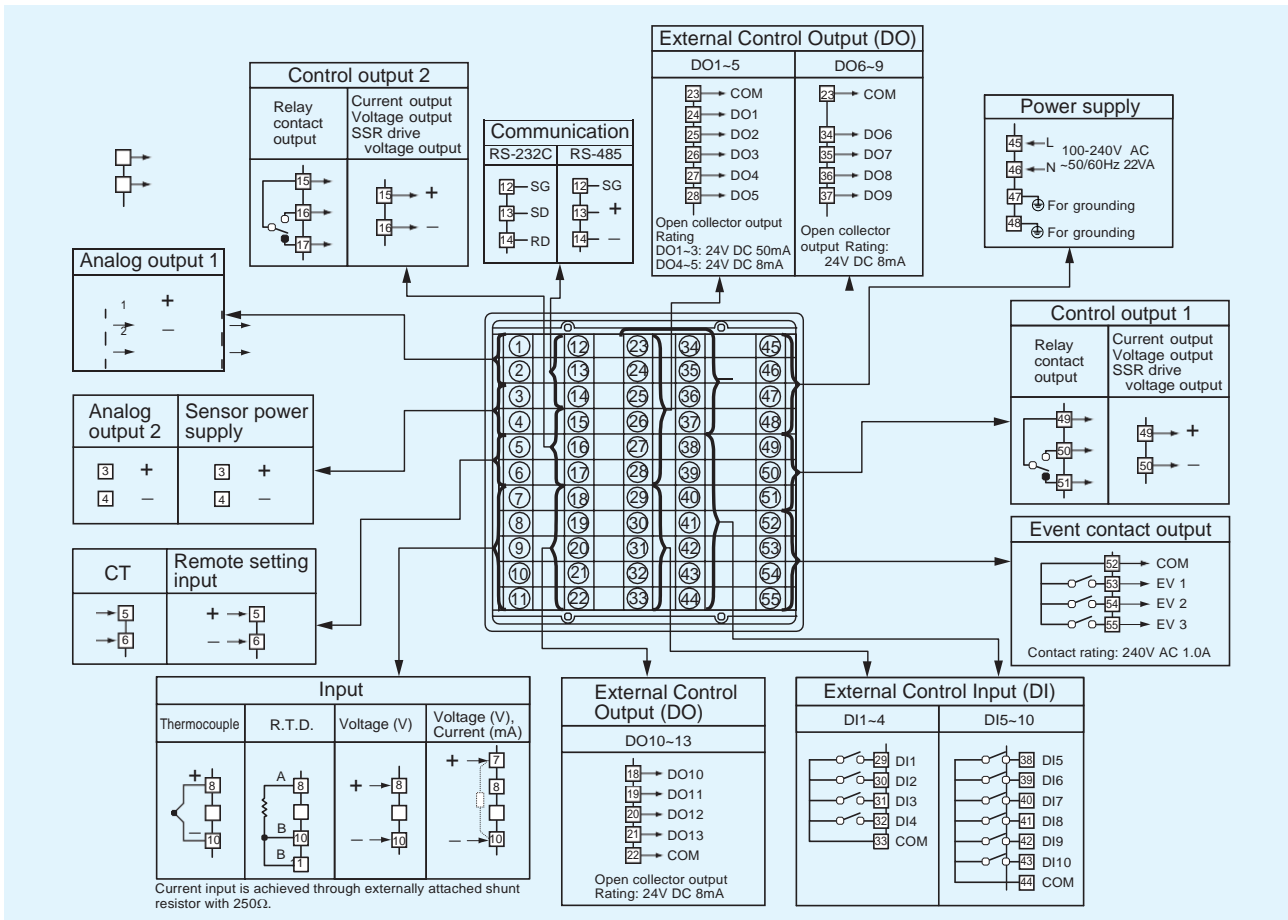 External Control Output (DO)
DO1~5 DO6~9
23 COM 23 COM
24 DO1
25 DO2 34 DO6
26 DO3 35 DO7
27 DO4 36 DO8
28 DO5 37 DO9
Open collector output
Rating
DO1~3: 24V DC 50mA
DO4~5: 24V DC 8mA
Open collector
output Rating:
24V DC 8mA
Control output 2
Relay
contact
output
Current output
Voltage output
SSR drive
voltage output
15
16
17
15 +
16 −
Communication
RS-232C RS-485
12 SG 12 SG
13 SD 13 +
14 RD 14 −
Power supply
45 L
46 N
100-240V AC
~50/60Hz 22VA
47 For grounding
48 For grounding
Analog output 1
1 +
2 −
Analog
output 2
Sensor power
supply
3 + 3 +
4 − 4 −
CT
Remote setting
input
5 + 5
6 − 6
1 12 23 34 45
2 13 24 35 46
3 14 25 36 47
4 15 26 37 48
5 16 27 38 49
6 17 28 39 50
7 18 29 40 51
8 19 30 41 52
9 20 31 42 53
10 21 32 43 54
11 22 33 44 55
Control output 1
Relay
contact
output
Current output
Voltage output
SSR drive
voltage output
49
50
51
49 +
50 −
Event contact output
52 COM
53 EV 1
54 EV 2
55 EV 3
Contact rating: 240V AC 1.0A
Input
Thermocouple R.T.D. Voltage (V) Voltage (V),
Current (mA)
+ 8
− 10
A 8
B 10
B 1
+ 8
− 10
+ 7
8
− 10
Current input is achieved through externally attached shunt
resistor with 250Ω.
External Control
Output (DO)
DO10~13
18 DO10
19 DO11
20 DO12
21 DO13
22 COM
Open collector output
Rating: 24V DC 8mA
External Control Input (DI)
DI1~4 DI5~10
29 DI1
30 DI2
31 DI3
32 DI4
33 COM
38 DI5
39 DI6
40 DI7
41 DI8
42 DI9
43 DI10
44 COM